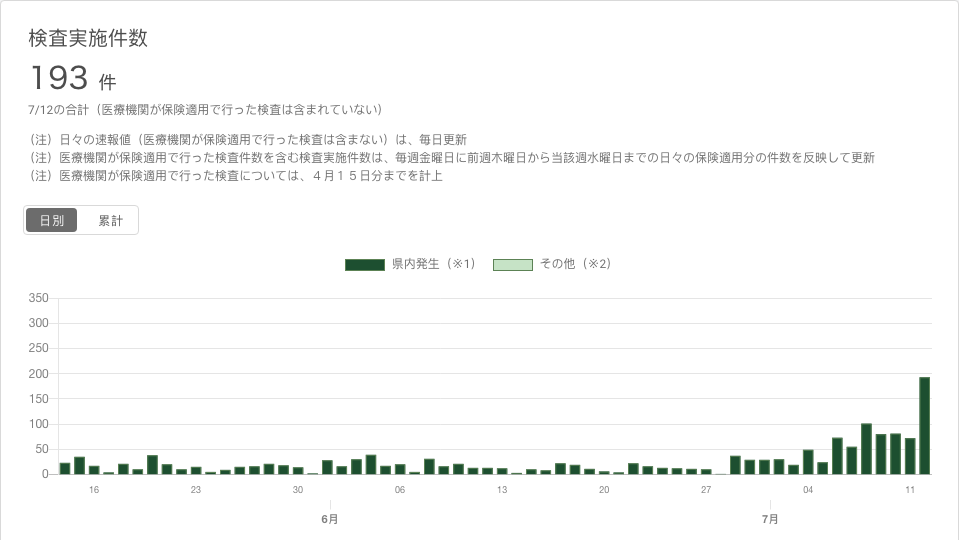 検査実施件数
193 件
7/12の合計（医療機関が保険適用で行った検査は含まれていない）
（注）日々の速報値（医療機関が保険適用で行った検査は含まない）は、毎日更新
（注）医療機関が保険適用で行った検査件数を含む検査実施件数は、毎週金曜日に前週木曜日から当該週水曜日までの日々の保険適用分の件数を反映して更新
（注）医療機関が保険適用で行った検査については、４月１５日分までを計上
日別 累計
県内発生（※1） その他（※2）
350
300
250
200
150
100
50
0
16 23 30 06 13 20 27 04 11
6月 7月